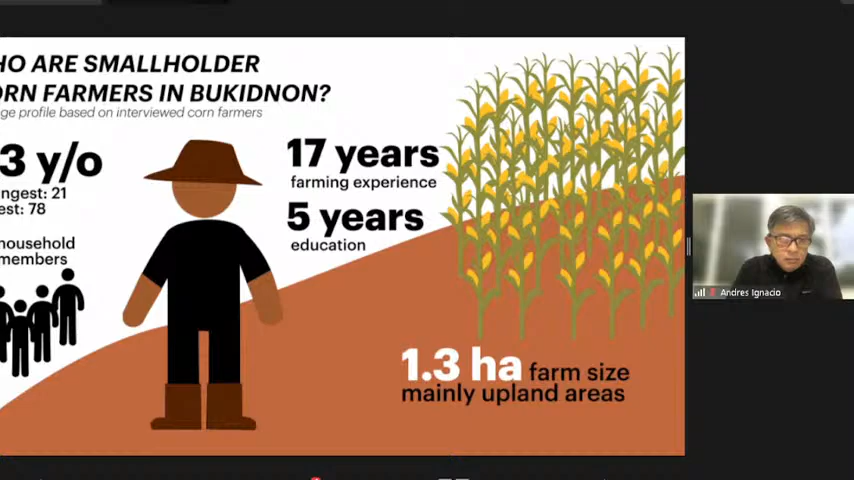 HO ARE SMALLHOLDER
ORN FARMERS IN BUKIDNON?
ge profile based on interviewed corn farmers
3 y/o
ngest: 21
est: 78
household
members
17 years
farming experience
5 years
education
1.3 ha farm size
mainly upland areas
Andres Ignacio